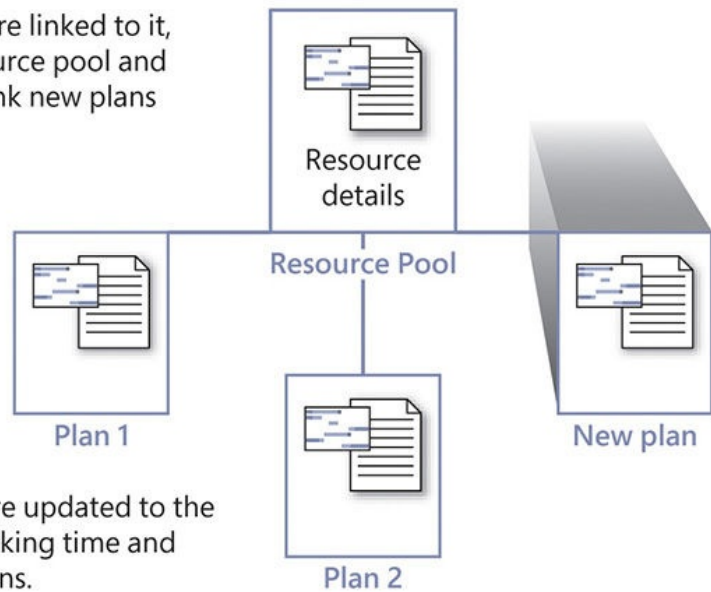 re linked to it,
urce pool and
nk new plans
Resource
details
Resource Pool
Plan 1
New plan
e updated to the
king time and
ns.
Plan 2